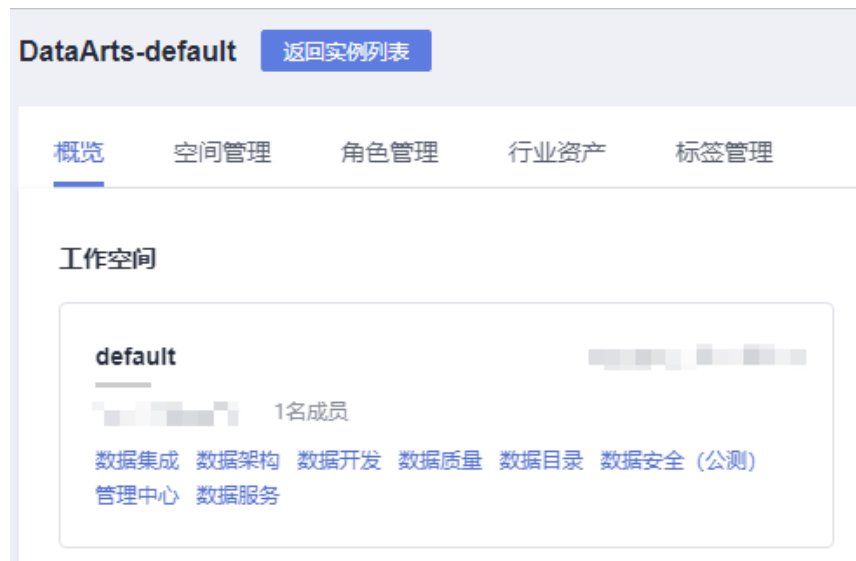 DataArts-default 返回实例列表
概览 空间管理 角色管理 行业资产 标签管理
工作空间
default
1名成员
数据集成 数据架构 数据开发 数据质量 数据目录 数据安全（公测）
管理中心 数据服务